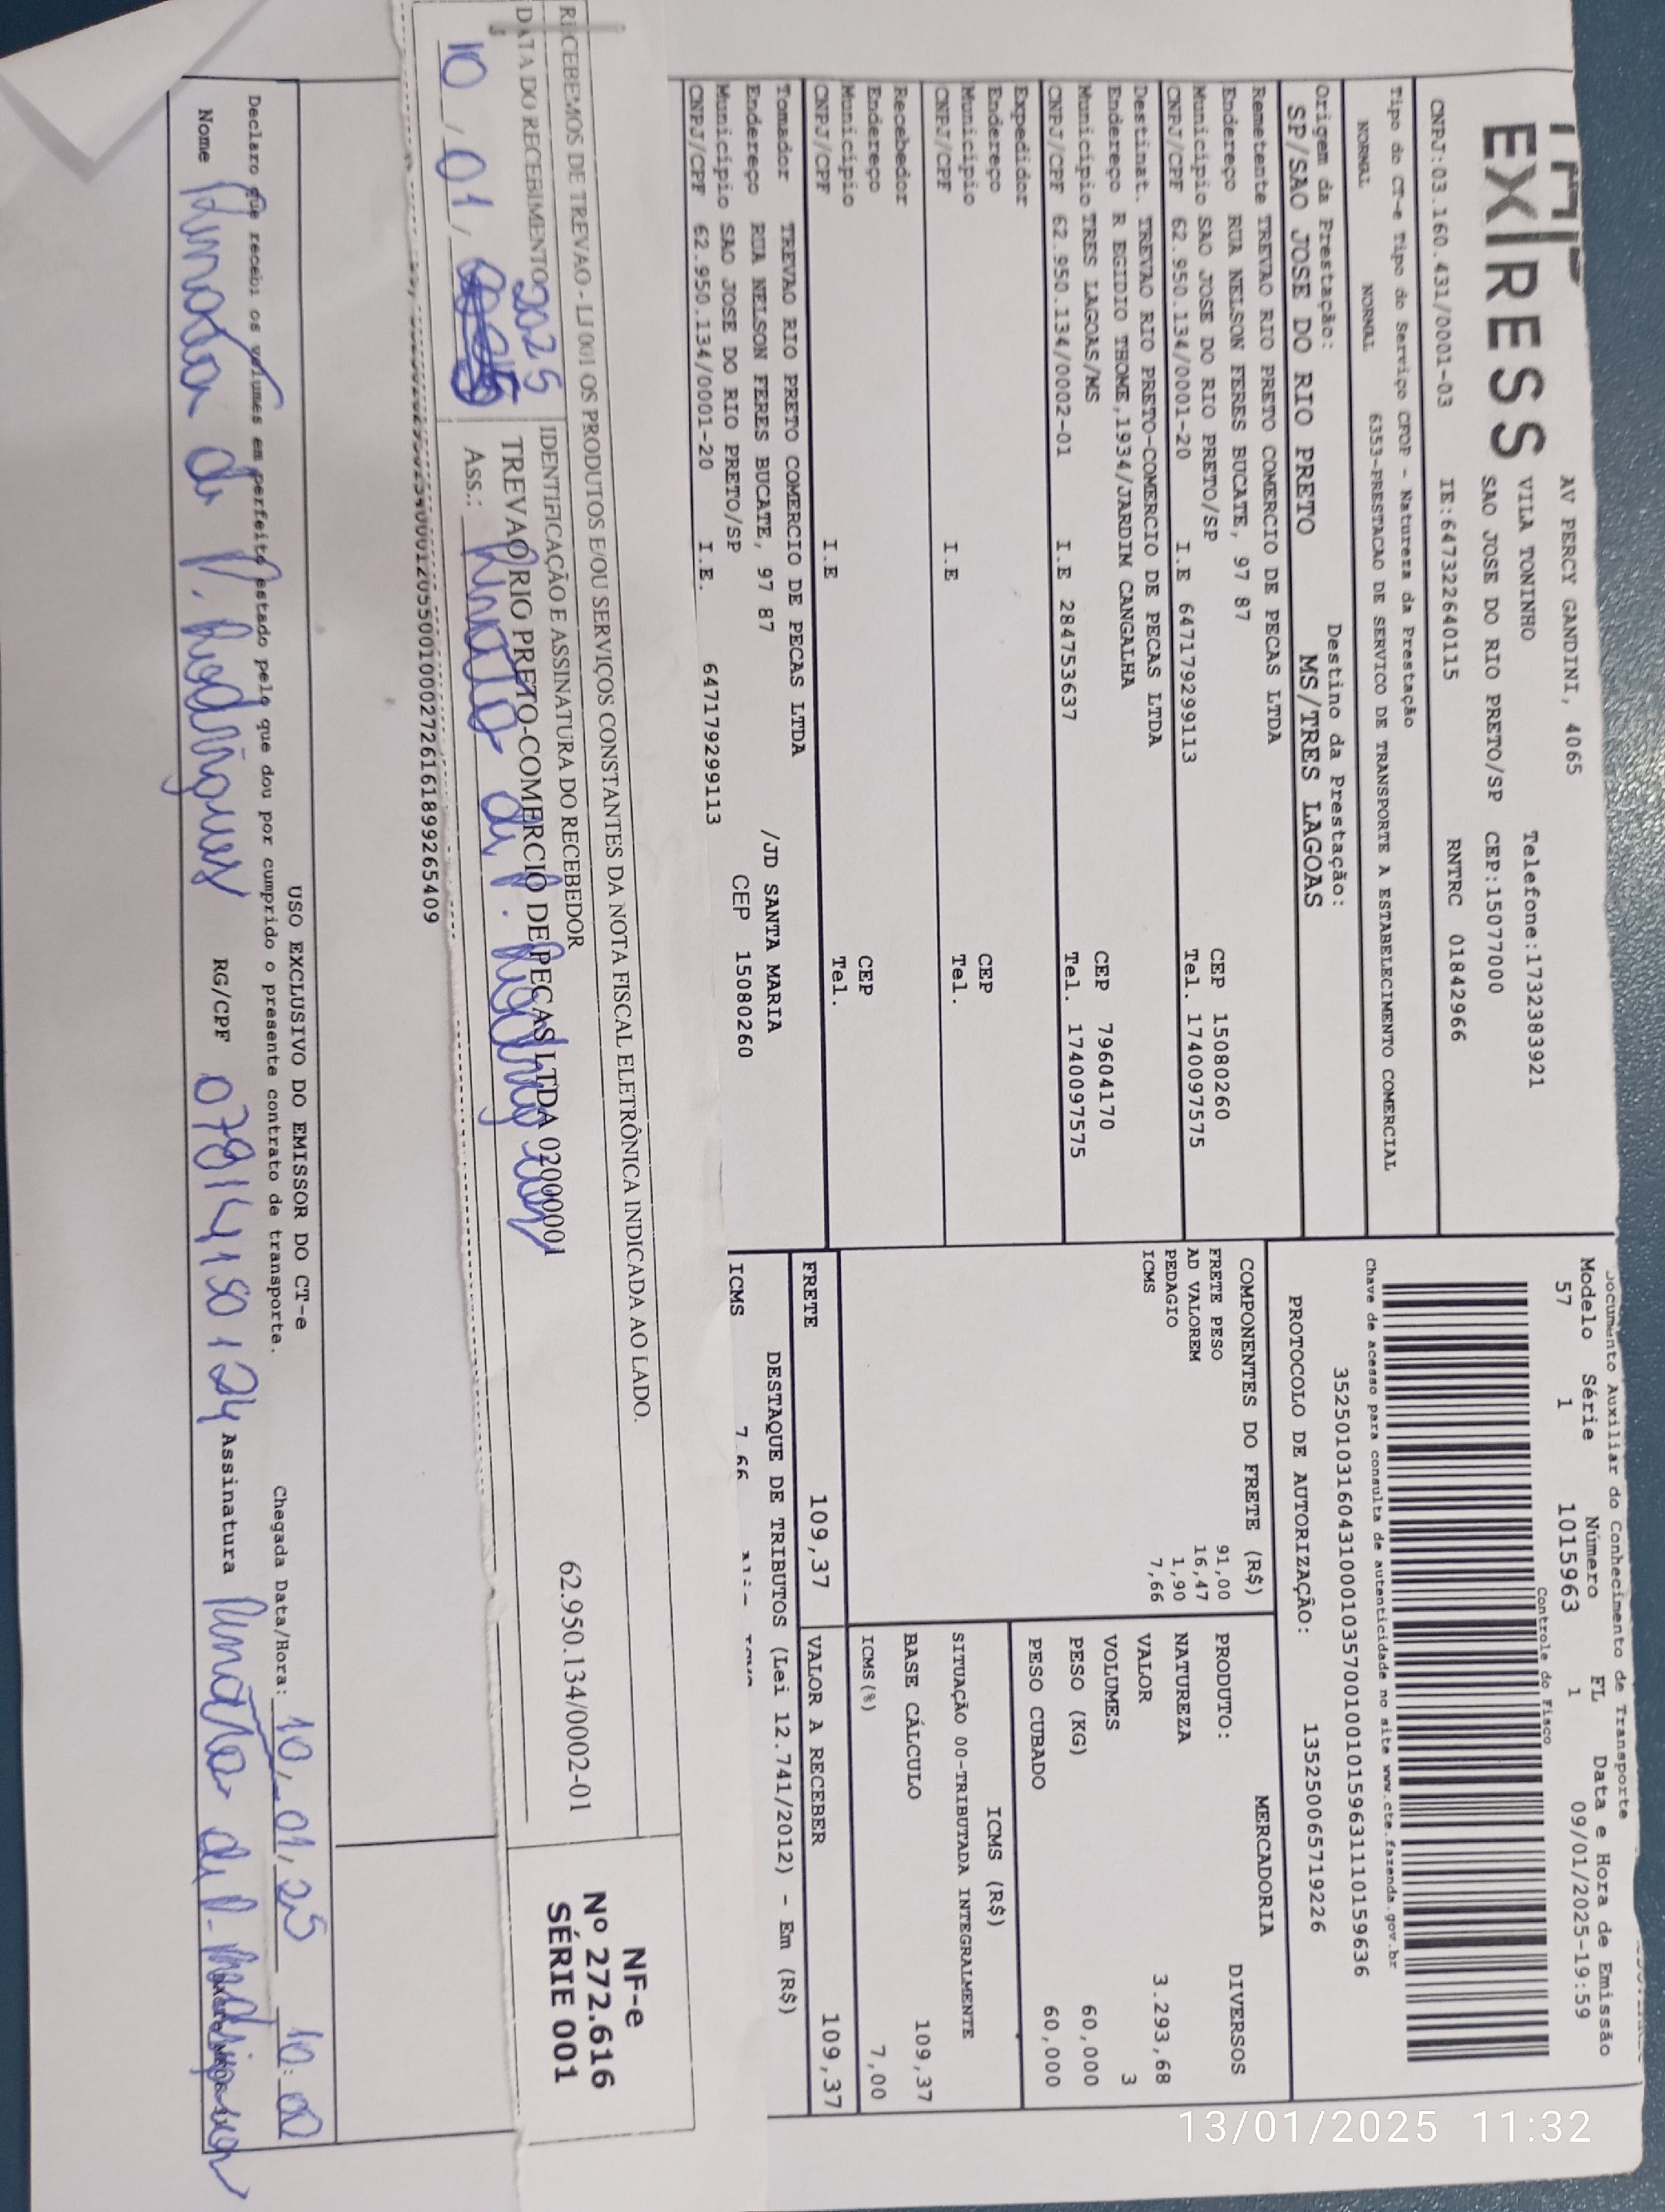 EXPRESS
AV PERCY GANDINI, 4065
VILA TONINHO Telefone:1732383921
SAO JOSE DO RIO PRETO/SP CEP:15077000
CNPJ:03.160.431/0001-03 IE:647322640115 RNTRC 01842966
Documento Auxiliar do Conhecimento de Transporte
Modelo Série Número FL Data e Hora de Emissão
57 1 1015963 1 09/01/2025-19:59
Controle do Fisco
Tipo do CT-e Tipo do Serviço CFOP - Natureza da Prestação
NORMAL NORMAL 6353-PRESTACAO DE SERVICO DE TRANSPORTE A ESTABELECIMENTO COMERCIAL
Chave de acesso para consulta de autenticidade no site www.cte.fazenda.gov.br
35250103160431000103570010010159631110159636
Origem da Prestação: Destino da Prestação:
SP/SAO JOSE DO RIO PRETO MS/TRES LAGOAS
PROTOCOLO DE AUTORIZAÇÃO: 135250065719226
Remetente TREVAO RIO PRETO COMERCIO DE PECAS LTDA
Endereço RUA NELSON FERES BUCATE, 97 87
Município SAO JOSE DO RIO PRETO/SP CEP 15080260
CNPJ/CPF 62.950.134/0001-20 I.E 647179299113 Tel. 1740097575
Destinat. TREVAO RIO PRETO-COMERCIO DE PECAS LTDA
Endereço R EGIDIO THOME,1934/JARDIM CANGALHA
Município TRES LAGOAS/MS CEP 79604170
CNPJ/CPF 62.950.134/0002-01 I.E 284753637 Tel. 1740097575
Expedidor
Endereço
Município CEP
CNPJ/CPF I.E Tel.
Recebedor
Endereço
Município CEP
CNPJ/CPF I.E Tel.
Tomador TREVAO RIO PRETO COMERCIO DE PECAS LTDA
Endereço RUA NELSON FERES BUCATE, 97 87 /JD SANTA MARIA
Município SAO JOSE DO RIO PRETO/SP CEP 15080260
CNPJ/CPF 62.950.134/0001-20 I.E. 647179299113
COMPONENTES DO FRETE (R$)
FRETE PESO 91,00
AD VALOREM 16,47
PEDAGIO 1,90
ICMS 7,66
MERCADORIA
PRODUTO: DIVERSOS
NATUREZA
VALOR 3.293,68
VOLUMES 3
PESO (KG) 60,000
PESO CUBADO 60,000
ICMS (R$)
SITUAÇÃO 00-TRIBUTADA INTEGRALMENTE
BASE CÁLCULO 109,37
ICMS(%) 7,00
FRETE 109,37 VALOR A RECEBER 109,37
DESTAQUE DE TRIBUTOS (Lei 12.741/2012) - Em (R$)
ICMS 7,66
RECEBEMOS DE TREVAO - LJ 001 OS PRODUTOS E/OU SERVIÇOS CONSTANTES DA NOTA FISCAL ELETRÔNICA INDICADA AO LADO.
DATA DO RECEBIMENTO IDENTIFICAÇÃO E ASSINATURA DO RECEBEDOR
2025
TREVAO RIO PRETO-COMERCIO DE PECAS LTDA 02000001 62.950.134/0002-01
10 / 01 /
Ass.:
NF-e
Nº 272.616
SÉRIE 001
USO EXCLUSIVO DO EMISSOR DO CT-e
Declaro que recebi os volumes em perfeito estado pelo que dou por cumprido o presente contrato de transporte.
Chegada Data/Hora: 10, 01, 25 10:00
Nome Renata de P. Rodrigues RG/CPF 07814150124 Assinatura
13/01/2025 11:32